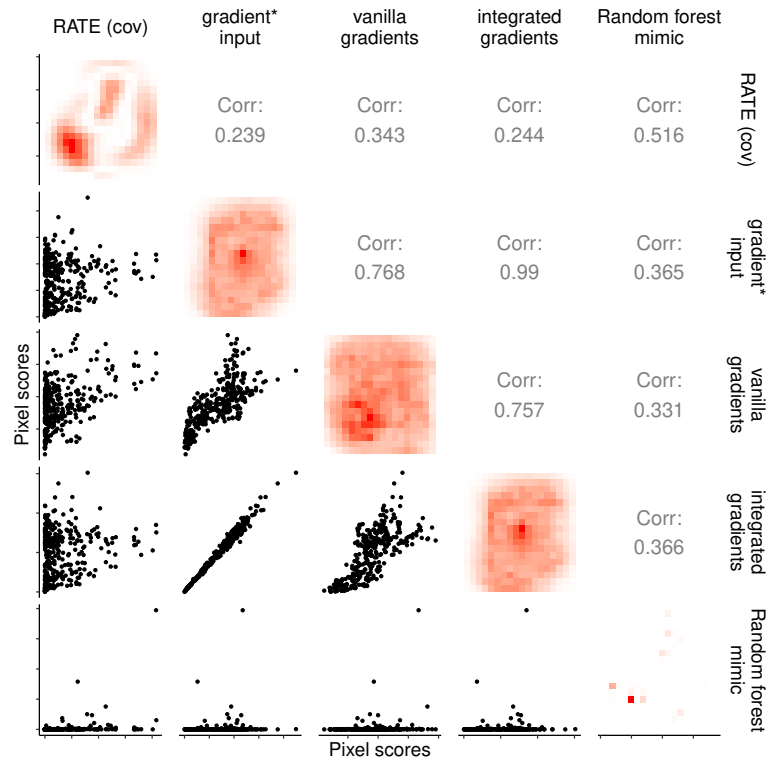 RATE (cov)
gradient*
input
vanilla
gradients
integrated
gradients
Random forest
mimic
Corr:
0.239
Corr:
0.343
Corr:
0.244
Corr:
0.516
RATE (cov)
Corr:
0.768
Corr:
0.99
Corr:
0.365
gradient*
input
Pixel scores
Corr:
0.757
Corr:
0.331
vanilla
gradients
Corr:
0.366
integrated
gradients
Random forest
mimic
Pixel scores